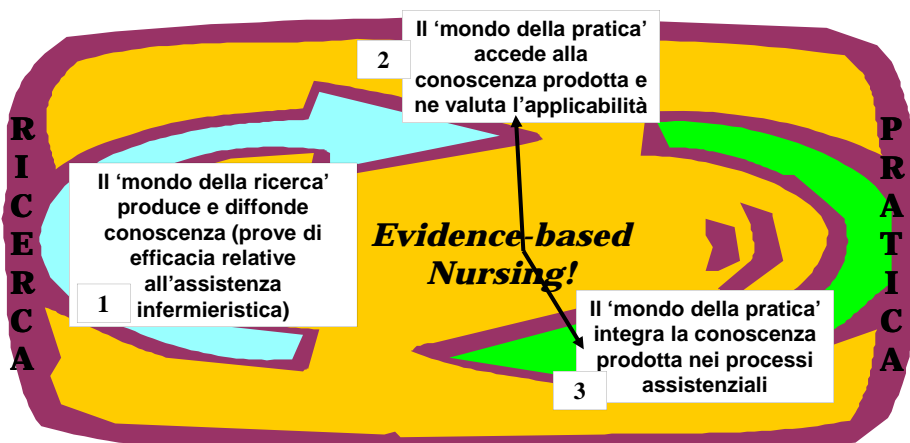 RICERCA
2
Il ‘mondo della pratica’
accede alla
conoscenza prodotta e
ne valuta l’applicabilità
PRATICA
Il ‘mondo della ricerca’
produce e diffonde
conoscenza (prove di
efficacia relative
all’assistenza
infermieristica)
1
Evidence-based
Nursing!
Il ‘mondo della pratica’
integra la conoscenza
prodotta nei processi
assistenziali
3